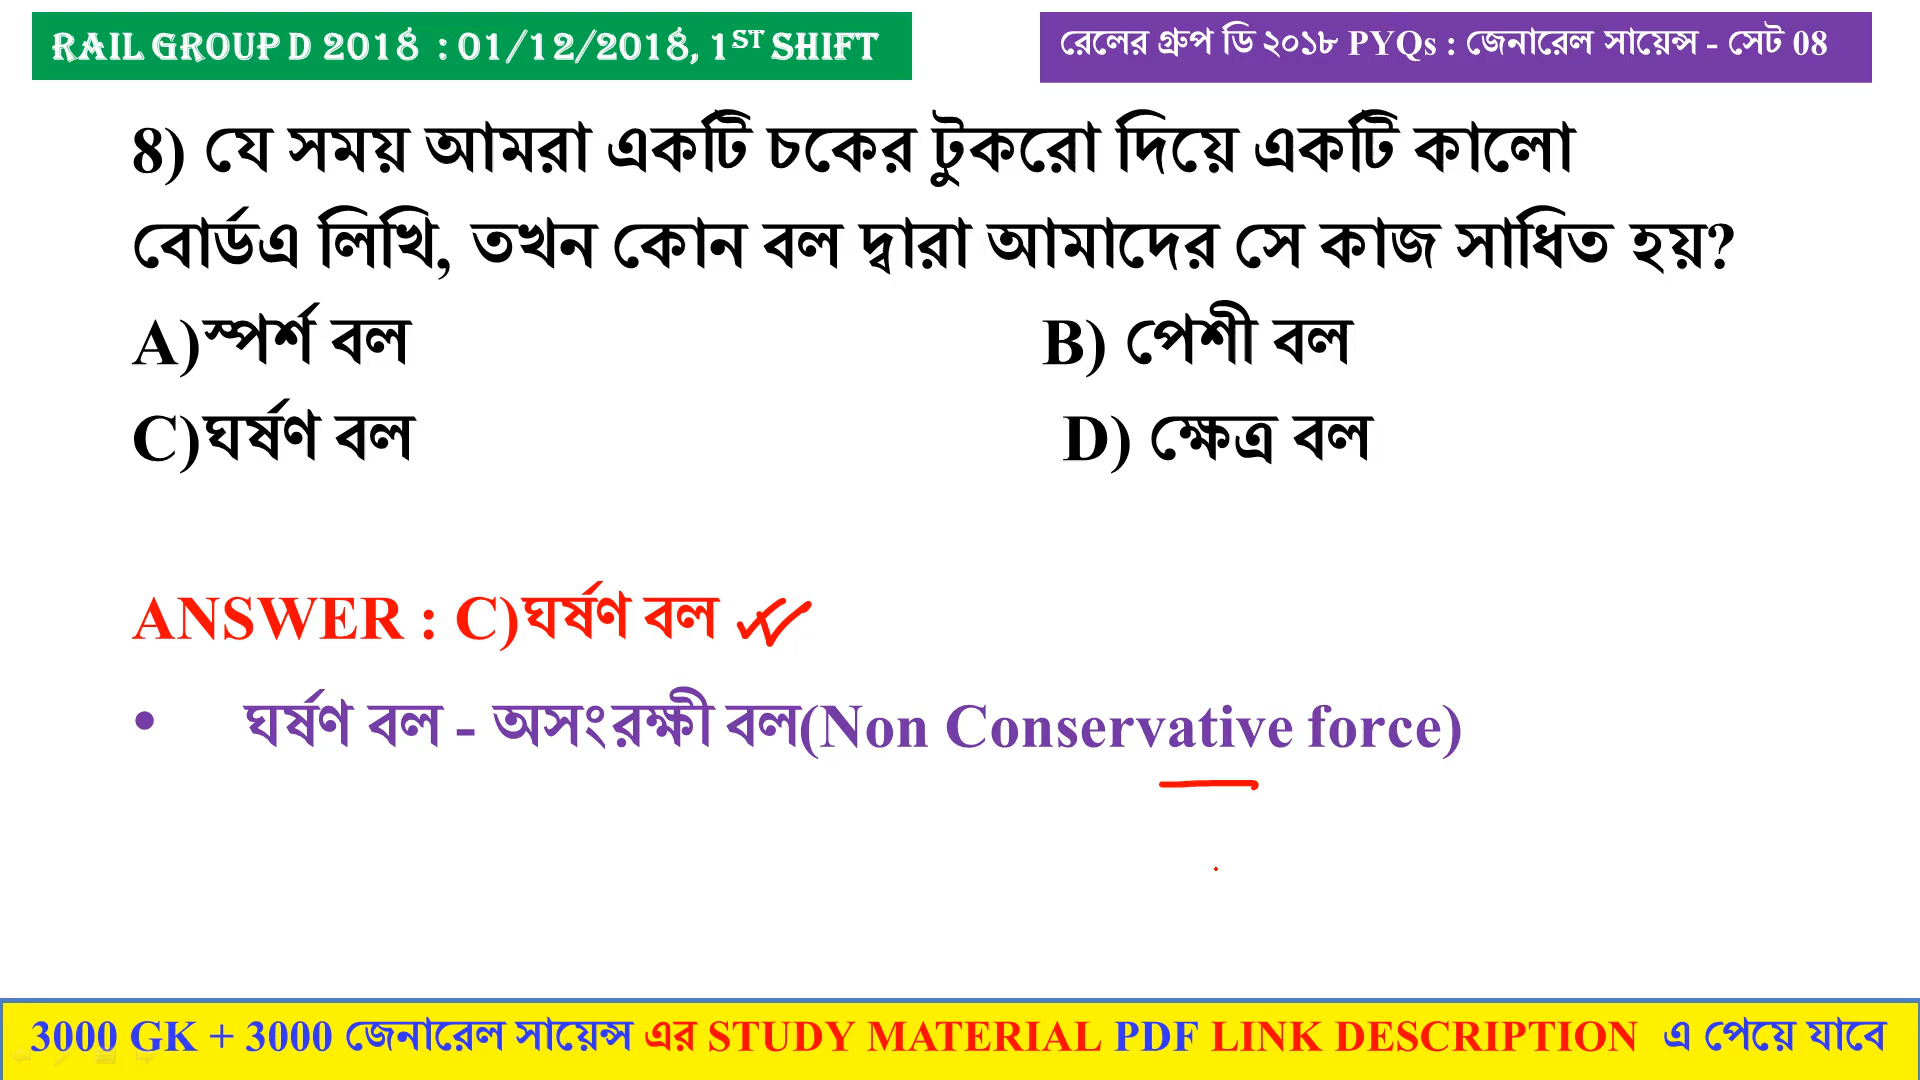 RAIL GROUP D 2018 : 01/12/2018, 1ST SHIFT
রেলের গ্রুপ ডি ২০১৮ PYQs : জেনারেল সায়েন্স - সেট 08
8) যে সময় আমরা একটি চকের টুকরো দিয়ে একটি কালো
বোর্ডএ লিখি, তখন কোন বল দ্বারা আমাদের সে কাজ সাধিত হয়?
A)স্পর্শ বল B) পেশী বল
C)ঘর্ষণ বল D) ক্ষেত্র বল
ANSWER : C)ঘর্ষণ বল
• ঘর্ষণ বল - অসংরক্ষী বল(Non Conservative force)
3000 GK + 3000 জেনারেল সায়েন্স এর STUDY MATERIAL PDF LINK DESCRIPTION এ পেয়ে যাবে